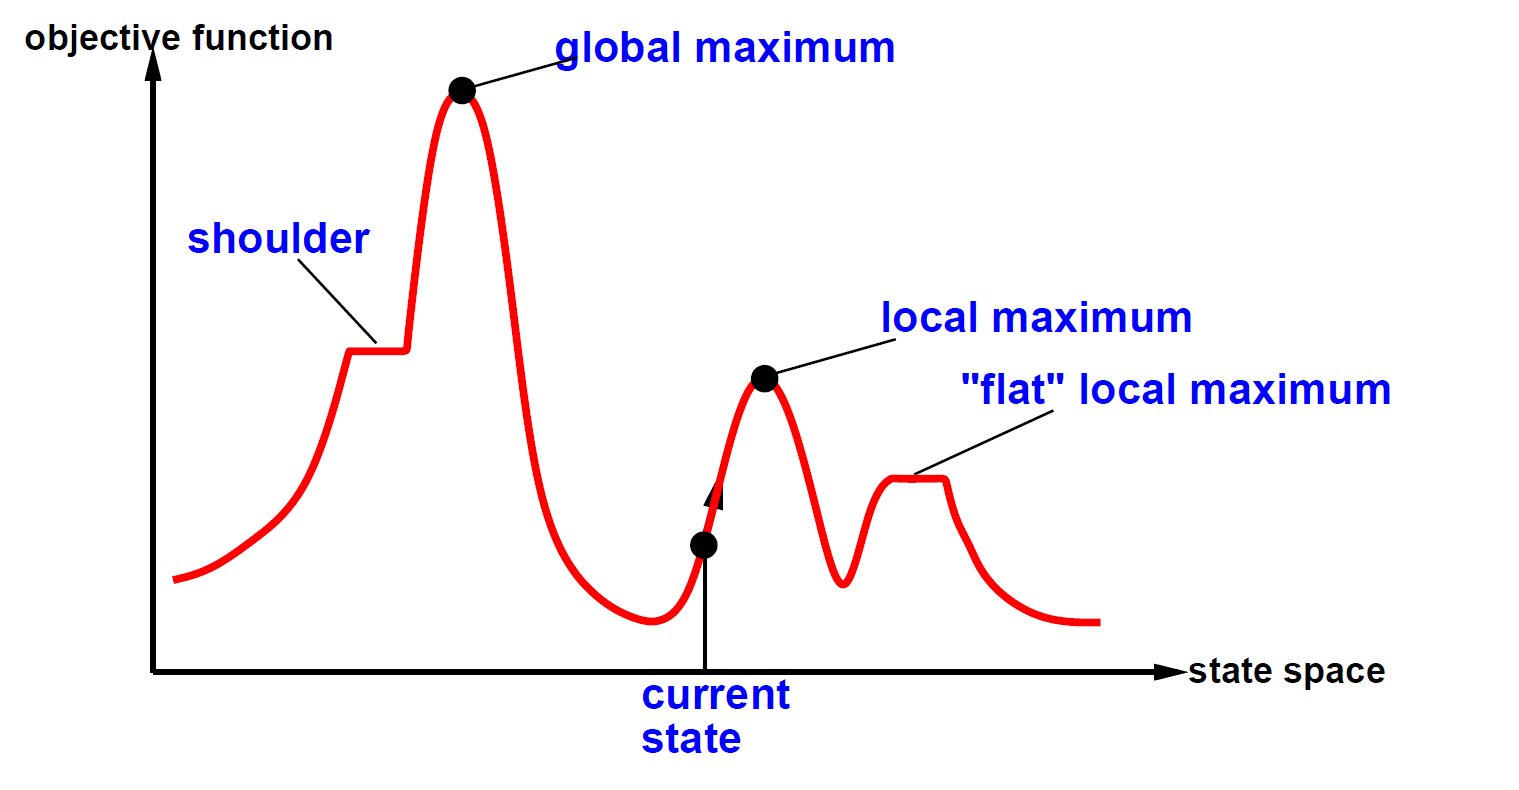 objective function
global maximum
shoulder
local maximum
"flat" local maximum
state space
current
state